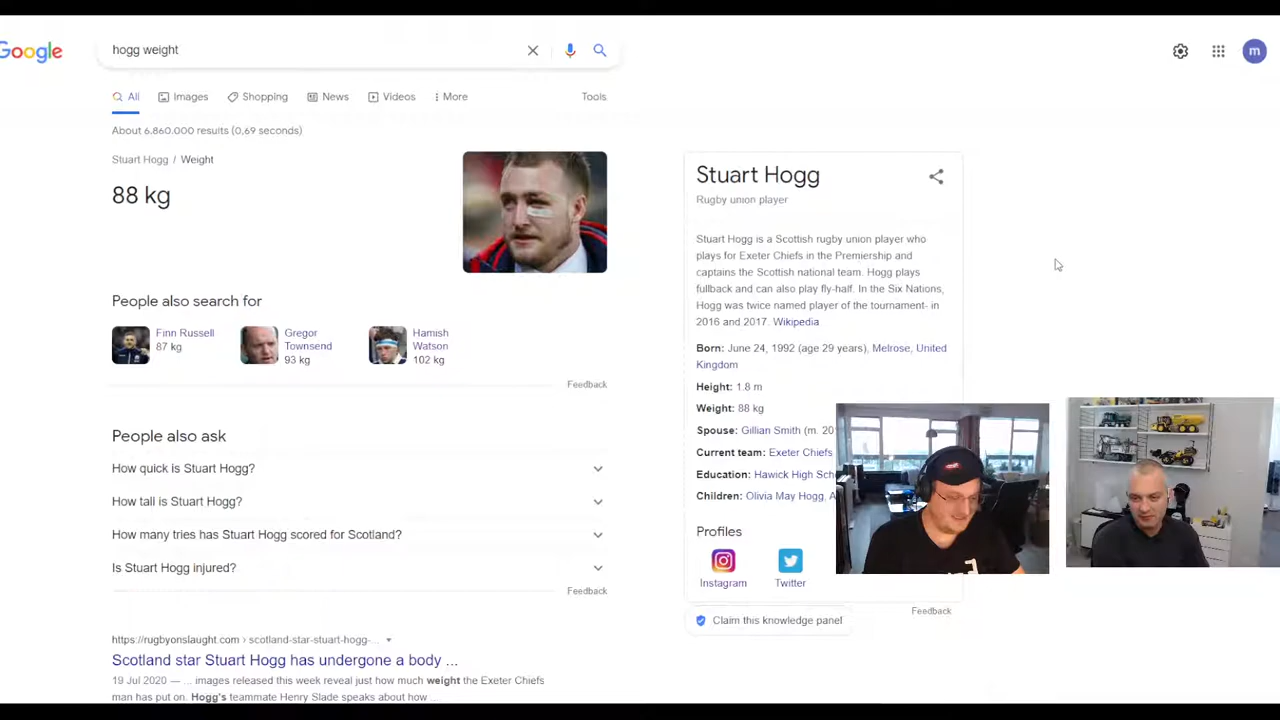 Google
hogg weight
m
All
Images
Shopping
News
Videos
More
Tools
About 6.860.000 results (0,69 seconds)
Stuart Hogg / Weight
88 kg
People also search for
Finn Russell
87 kg
Gregor
Townsend
93 kg
Hamish
Watson
102 kg
Feedback
People also ask
How quick is Stuart Hogg?
How tall is Stuart Hogg?
How many tries has Stuart Hogg scored for Scotland?
Is Stuart Hogg injured?
Feedback
https://rugbyonslaught.com › scotland-star-stuart-hogg-...
Scotland star Stuart Hogg has undergone a body ...
19 Jul 2020 — ... images released this week reveal just how much weight the Exeter Chiefs
man has put on. Hogg's teammate Henry Slade speaks about how ...
Stuart Hogg
Rugby union player
Stuart Hogg is a Scottish rugby union player who
plays for Exeter Chiefs in the Premiership and
captains the Scottish national team. Hogg plays
fullback and can also play fly-half. In the Six Nations,
Hogg was twice named player of the tournament- in
2016 and 2017. Wikipedia
Born: June 24, 1992 (age 29 years), Melrose, United
Kingdom
Height: 1.8 m
Weight: 88 kg
Spouse: Gillian Smith (m. 20
Current team: Exeter Chiefs
Education: Hawick High Sch
Children: Olivia May Hogg, A
Profiles
Instagram
Twitter
Feedback
Claim this knowledge panel